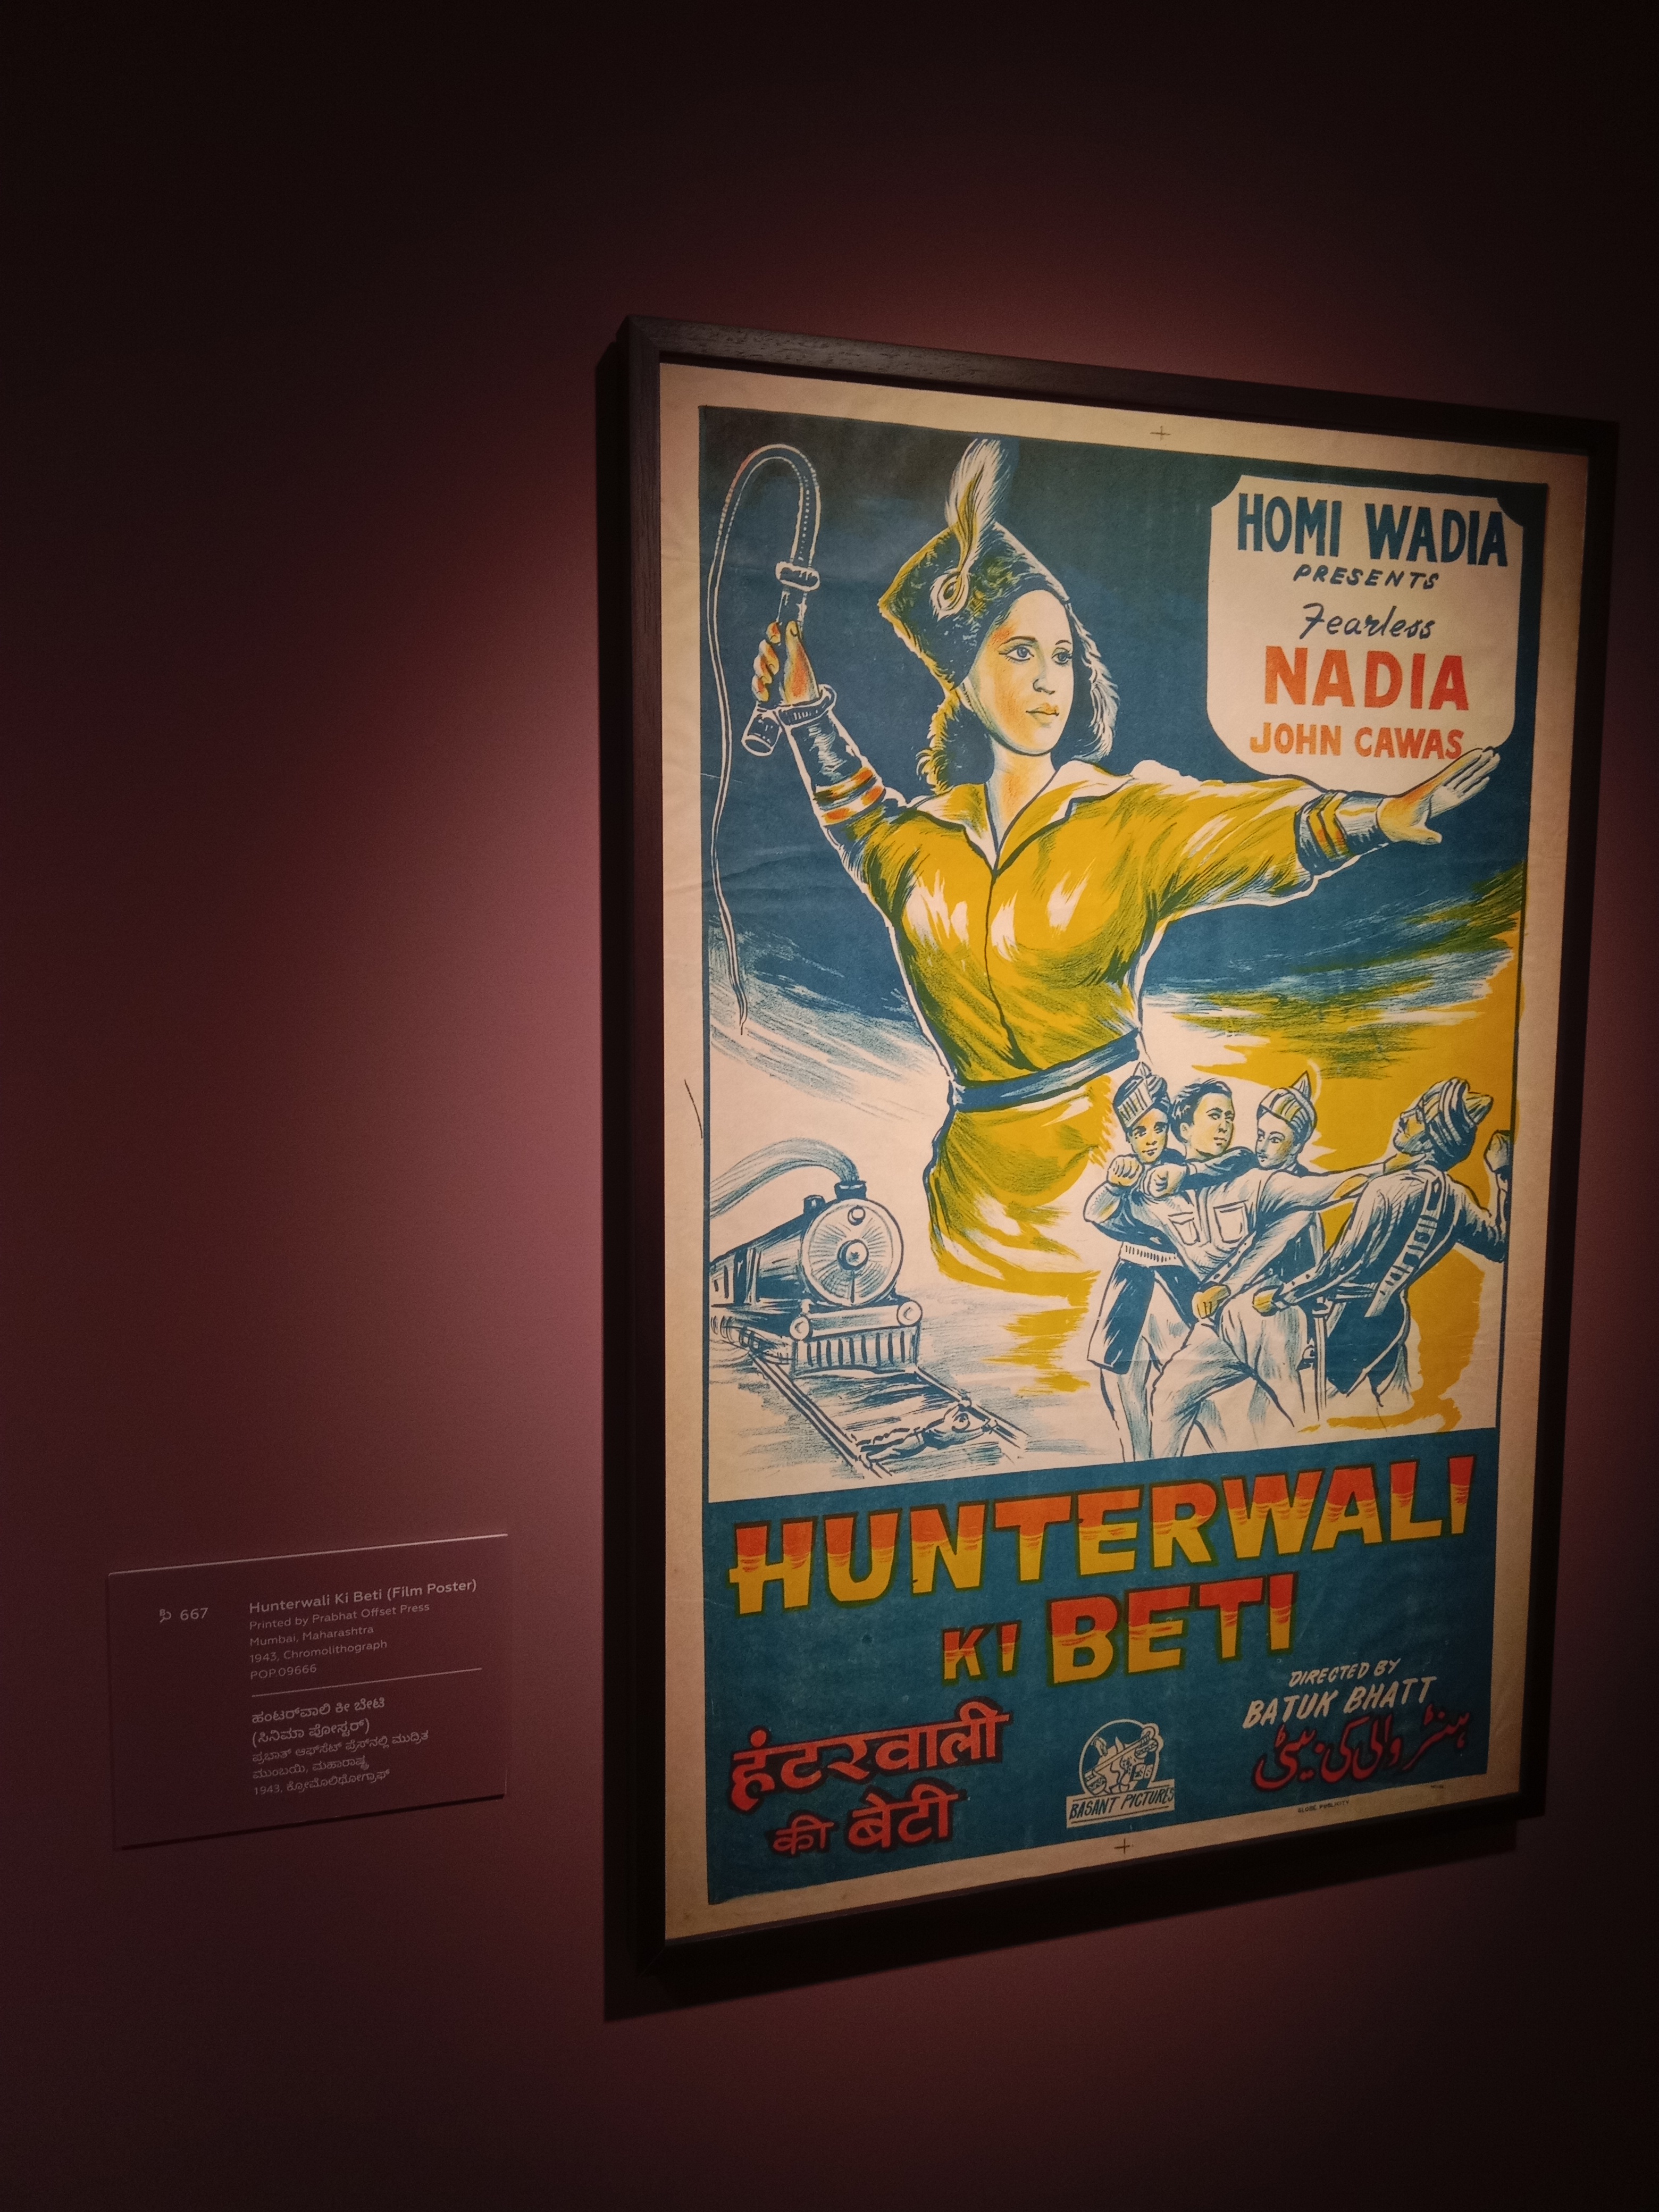 HOMI WADIA
PRESENTS
Fearless
NADIA
JOHN CAWAS
HUNTERWALI
KI BETI
DIRECTED BY
BATUK BHATT
हंटरवाली
की बेटी
BASANT PICTURES
ہنٹر والی کی بیٹی
GLOBE PUBLICITY
667
Hunterwali Ki Beti (Film Poster)
Printed by Prabhat Offset Press
Mumbai, Maharashtra
1943, Chromolithograph
POP.09666
ಹಂಟರ್‌ವಾಲಿ ಕೀ ಬೇಟಿ
(ಸಿನಿಮಾ ಪೋಸ್ಟರ್)
ಪ್ರಭಾತ್ ಆಫ್‌ಸೆಟ್ ಪ್ರೆಸ್‌ನಲ್ಲಿ ಮುದ್ರಿತ
ಮುಂಬಯಿ, ಮಹಾರಾಷ್ಟ್ರ
1943, ಕ್ರೋಮೊಲಿಥೋಗ್ರಾಫ್